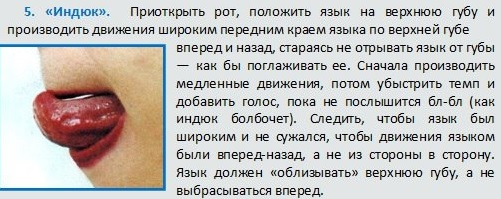 5. «Индюк». Приоткрыть рот, положить язык на верхнюю губу и
производить движения широким передним краем языка по верхней губе
вперед и назад, стараясь не отрывать язык от губы
— как бы поглаживать ее. Сначала производить
медленные движения, потом убыстрить темп и
добавить голос, пока не послышится бл-бл (как
индюк болбочет). Следить, чтобы язык был
широким и не сужался, чтобы движения языком
были вперед-назад, а не из стороны в сторону.
Язык должен «облизывать» верхнюю губу, а не
выбрасываться вперед.